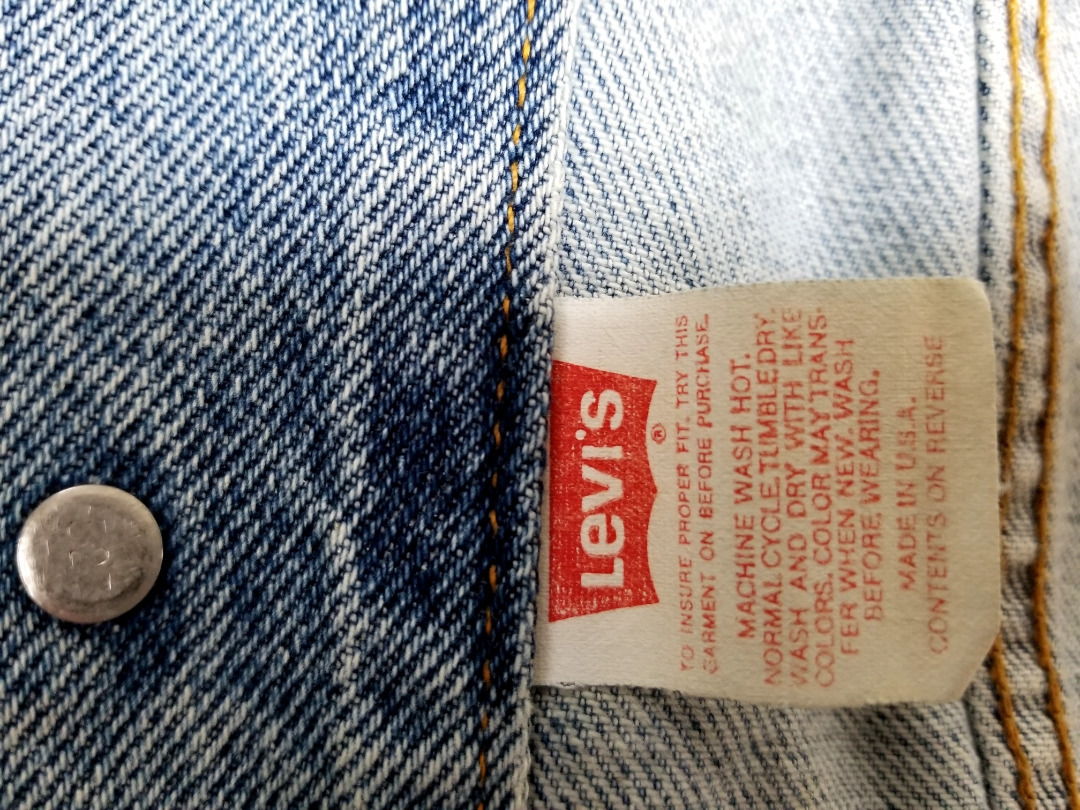 Levi's
®
TO INSURE PROPER FIT, TRY THIS
GARMENT ON BEFORE PURCHASE.
MACHINE WASH HOT.
NORMAL CYCLE. TUMBLE DRY.
WASH AND DRY WITH LIKE
COLORS. COLOR MAY TRANS-
FER WHEN NEW. WASH
BEFORE WEARING.
MADE IN U.S.A.
CONTENTS ON REVERSE